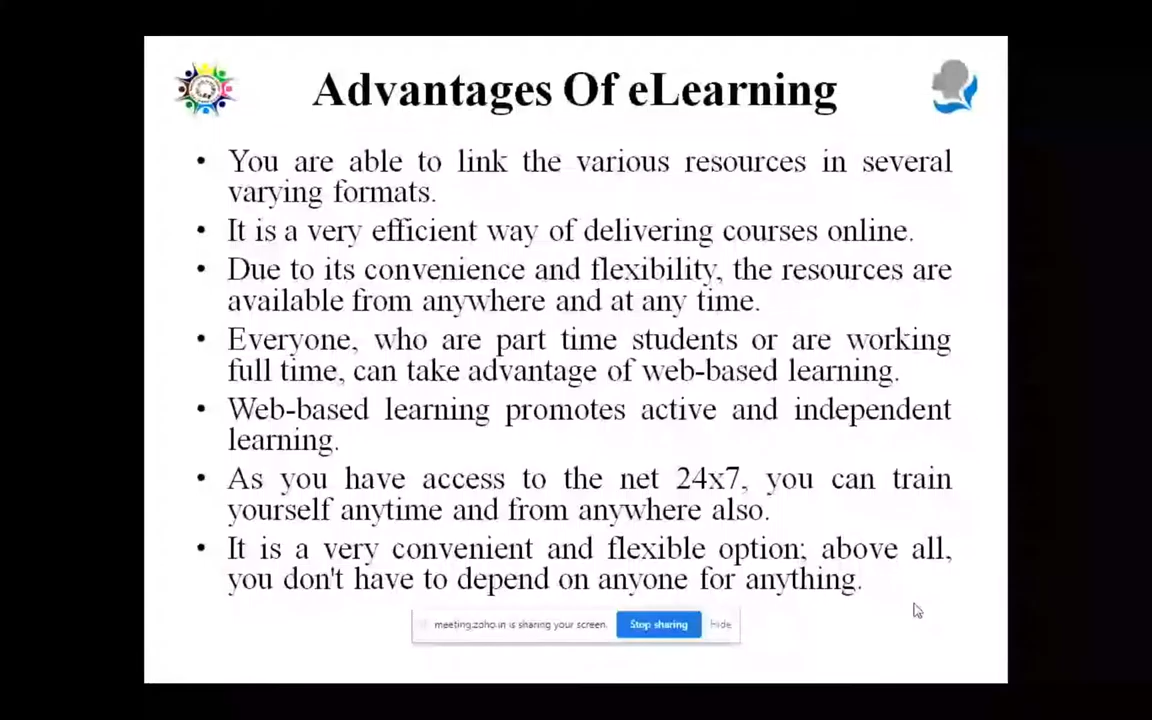 Advantages Of eLearning
• You are able to link the various resources in several
varying formats.
• It is a very efficient way of delivering courses online.
• Due to its convenience and flexibility, the resources are
available from anywhere and at any time.
• Everyone, who are part time students or are working
full time, can take advantage of web-based learning.
• Web-based learning promotes active and independent
learning.
• As you have access to the net 24x7, you can train
yourself anytime and from anywhere also.
• It is a very convenient and flexible option; above all,
you don't have to depend on anyone for anything.
meeting.zoho.in is sharing your screen. Stop sharing Hide